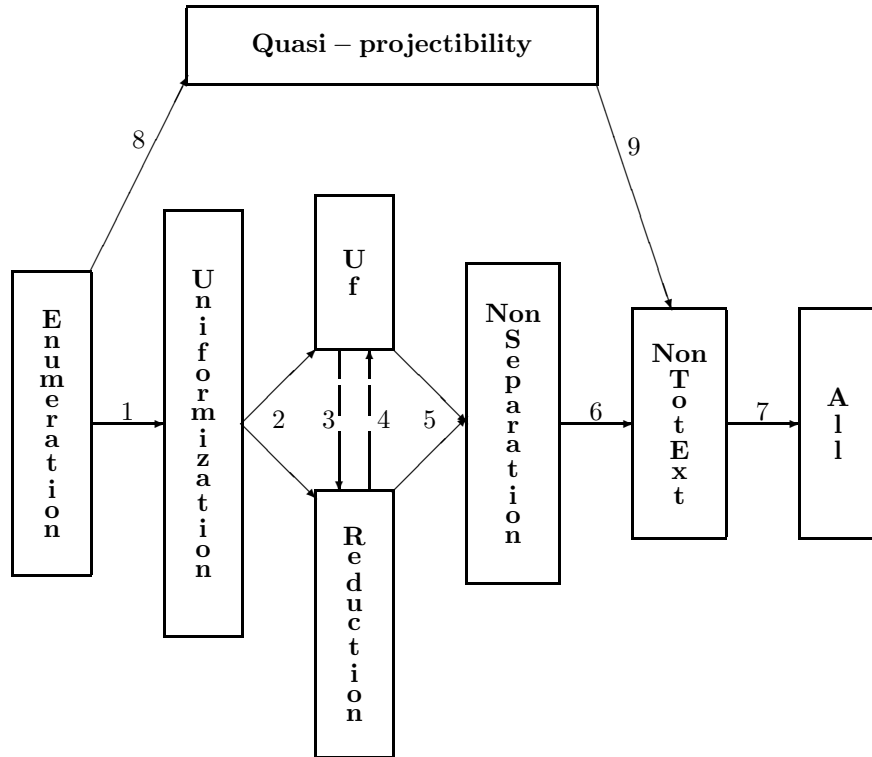 Quasi – projectibility
8
9
Enumeration
1
Uniformization
2
Uf
3
4
Reduction
5
Non Separation
6
Non TotExt
7
All